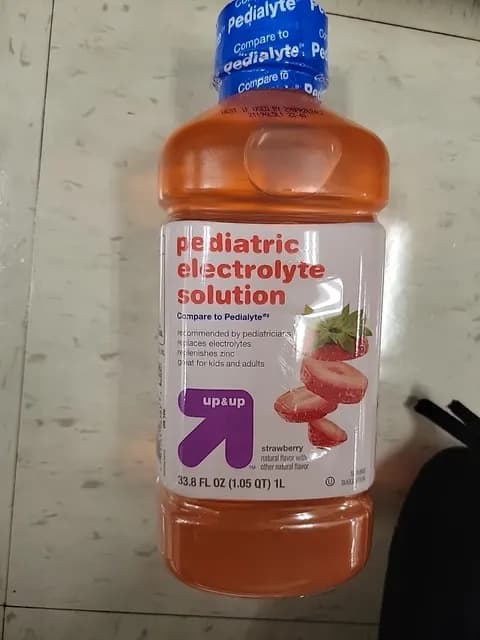 Pedialyte
Compare to
Pe
pedialyte
Compare to
pediatric
electrolyte
solution
Compare to Pedialyte®*
recommended by pediatricians
replaces electrolytes
replenishes zinc
great for kids and adults
up&up
strawberry
natural flavor with
other natural flavor
33.8 FL OZ (1.05 QT) 1L